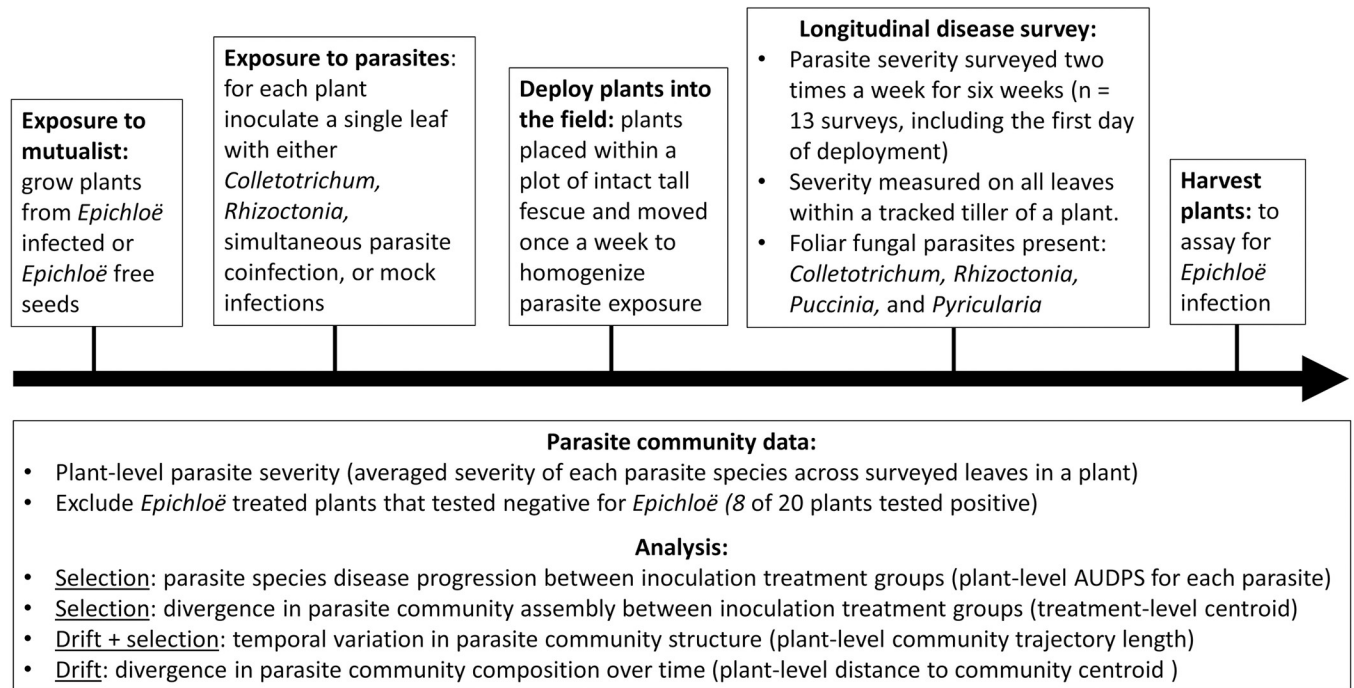 Exposure to
mutualist:
grow plants
from Epichloë
infected or
Epichloë free
seeds
Exposure to parasites:
for each plant
inoculate a single leaf
with either
Colletotrichum,
Rhizoctonia,
simultaneous parasite
coinfection, or mock
infections
Deploy plants into
the field: plants
placed within a
plot of intact tall
fescue and moved
once a week to
homogenize
parasite exposure
Longitudinal disease survey:
• Parasite severity surveyed two
times a week for six weeks (n =
13 surveys, including the first day
of deployment)
• Severity measured on all leaves
within a tracked tiller of a plant.
• Foliar fungal parasites present:
Colletotrichum, Rhizoctonia,
Puccinia, and Pyricularia
Harvest
plants: to
assay for
Epichloë
infection
Parasite community data:
• Plant-level parasite severity (averaged severity of each parasite species across surveyed leaves in a plant)
• Exclude Epichloë treated plants that tested negative for Epichloë (8 of 20 plants tested positive)
Analysis:
• Selection: parasite species disease progression between inoculation treatment groups (plant-level AUDPS for each parasite)
• Selection: divergence in parasite community assembly between inoculation treatment groups (treatment-level centroid)
• Drift + selection: temporal variation in parasite community structure (plant-level community trajectory length)
• Drift: divergence in parasite community composition over time (plant-level distance to community centroid )